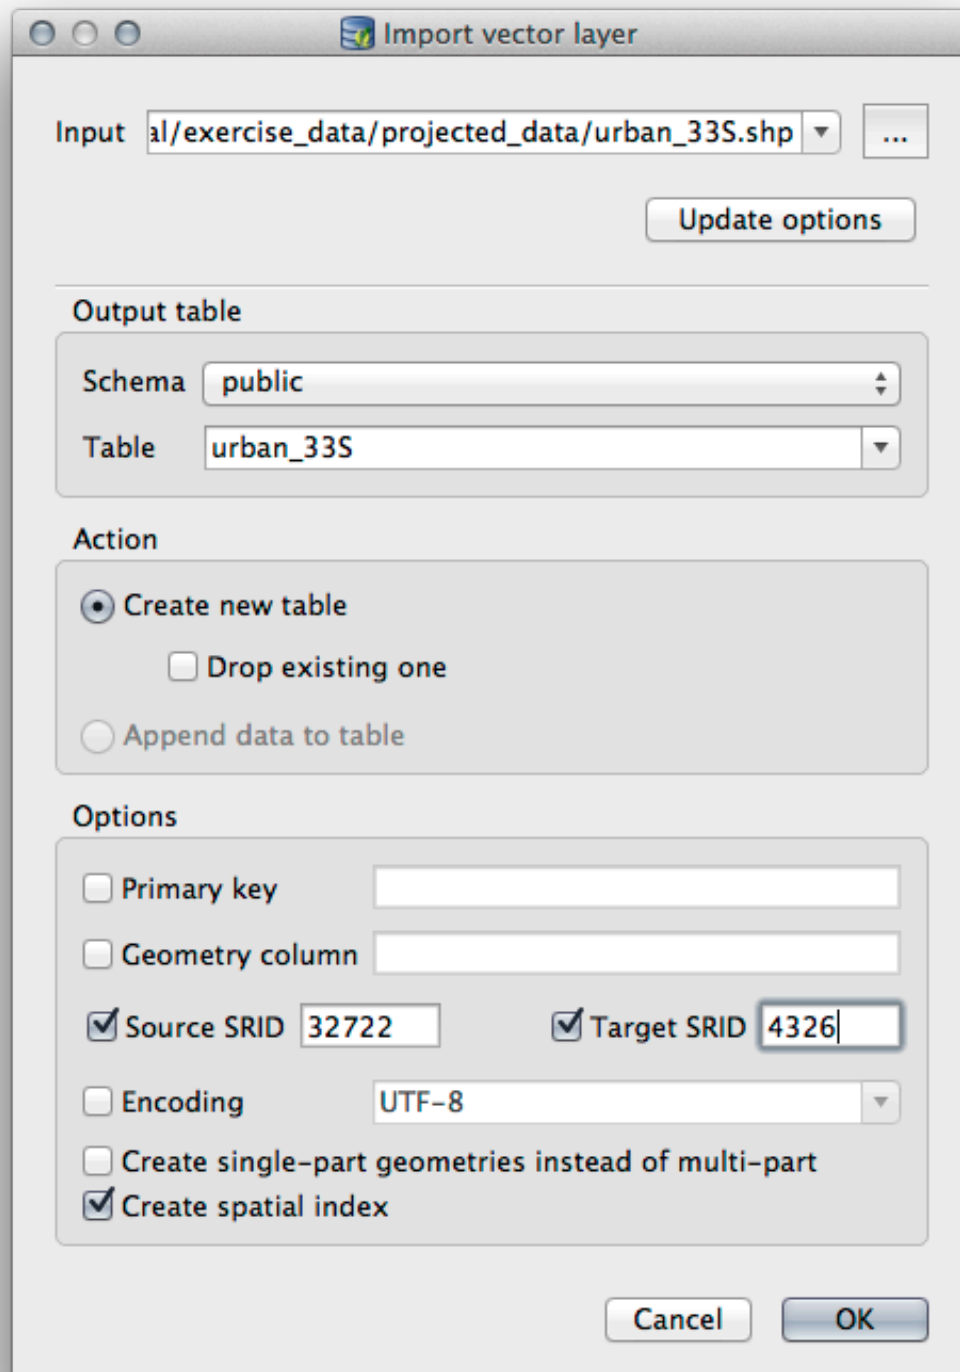 Import vector layer
Input al/exercise_data/projected_data/urban_33S.shp ...
Update options
Output table
Schema public
Table urban_33S
Action
Create new table
Drop existing one
Append data to table
Options
Primary key
Geometry column
Source SRID 32722 Target SRID 4326
Encoding UTF-8
Create single-part geometries instead of multi-part
Create spatial index
Cancel OK